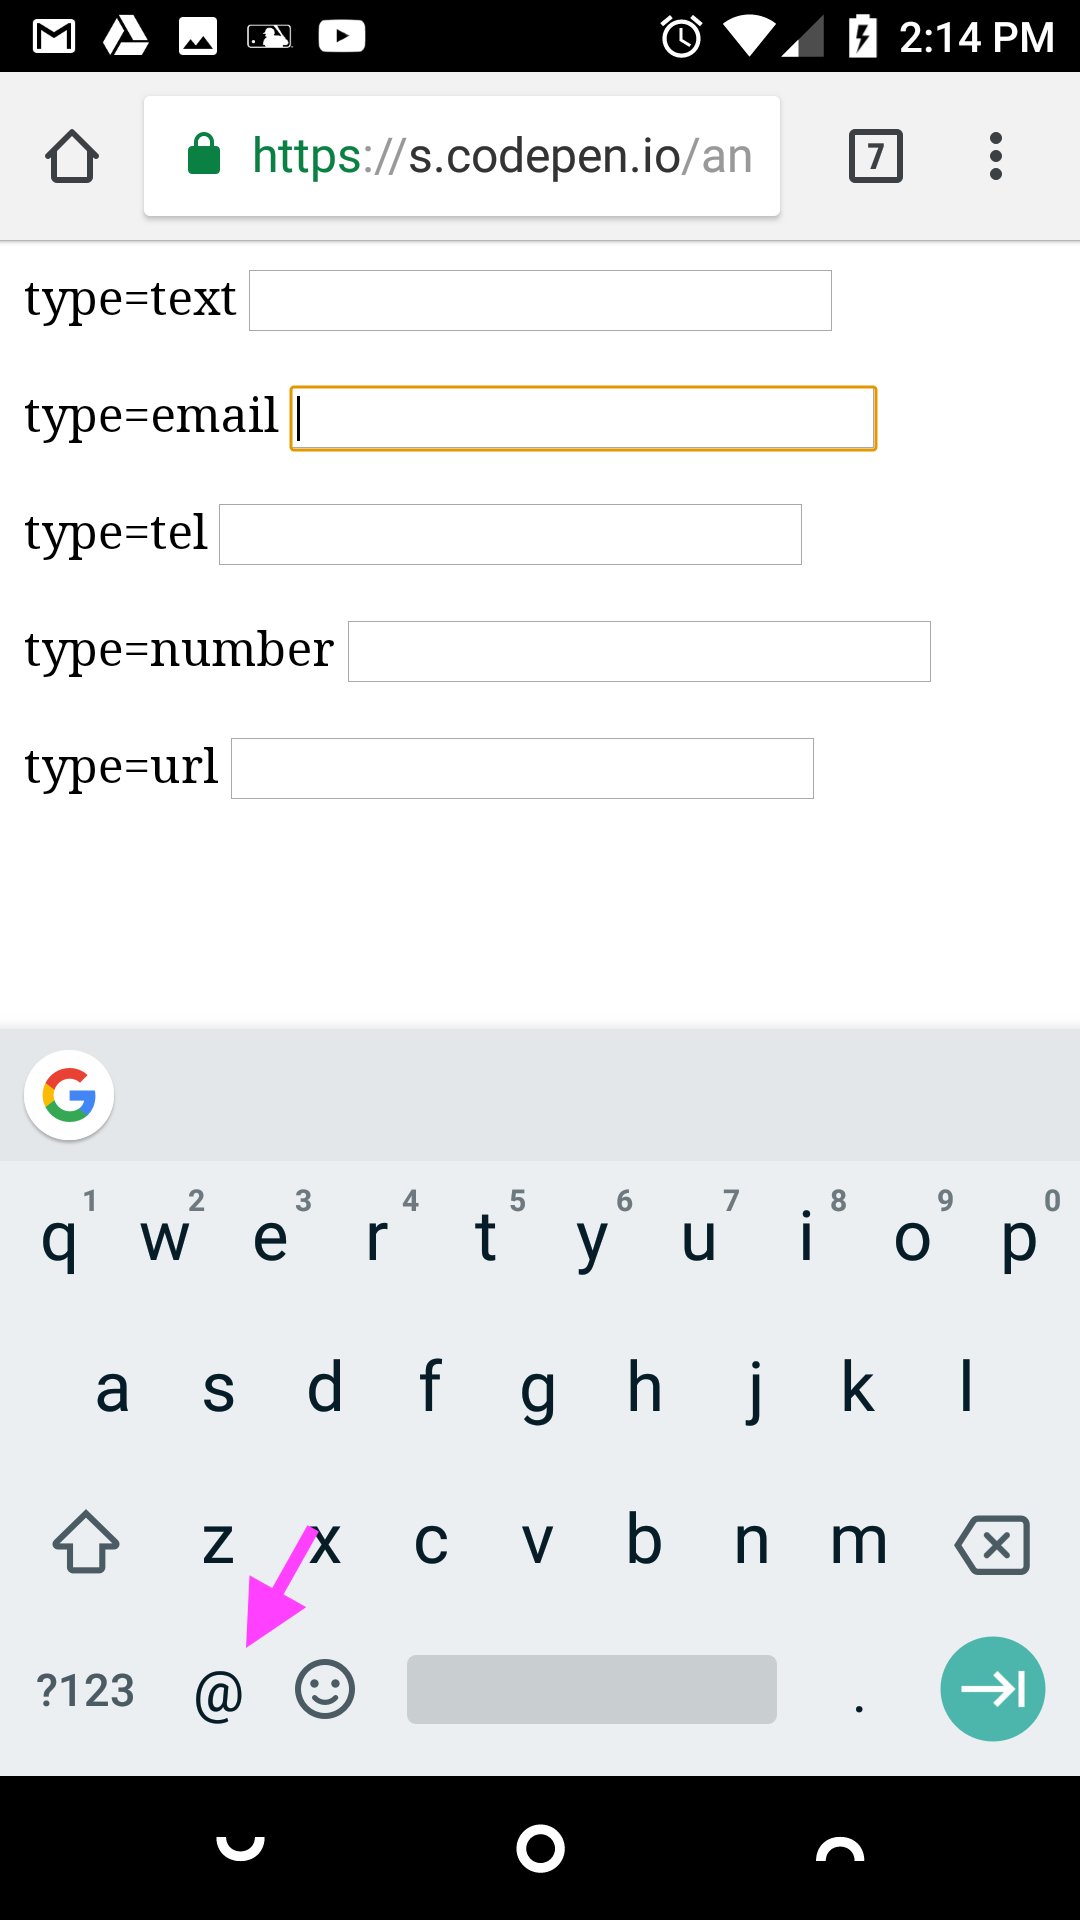 2:14 PM
https://s.codepen.io/an
7
type=text
type=email
type=tel
type=number
type=url
1 2 3 4 5 6 7 8 9 0
q w e r t y u i o p
a s d f g h j k l
z x c v b n m
?123 @ .